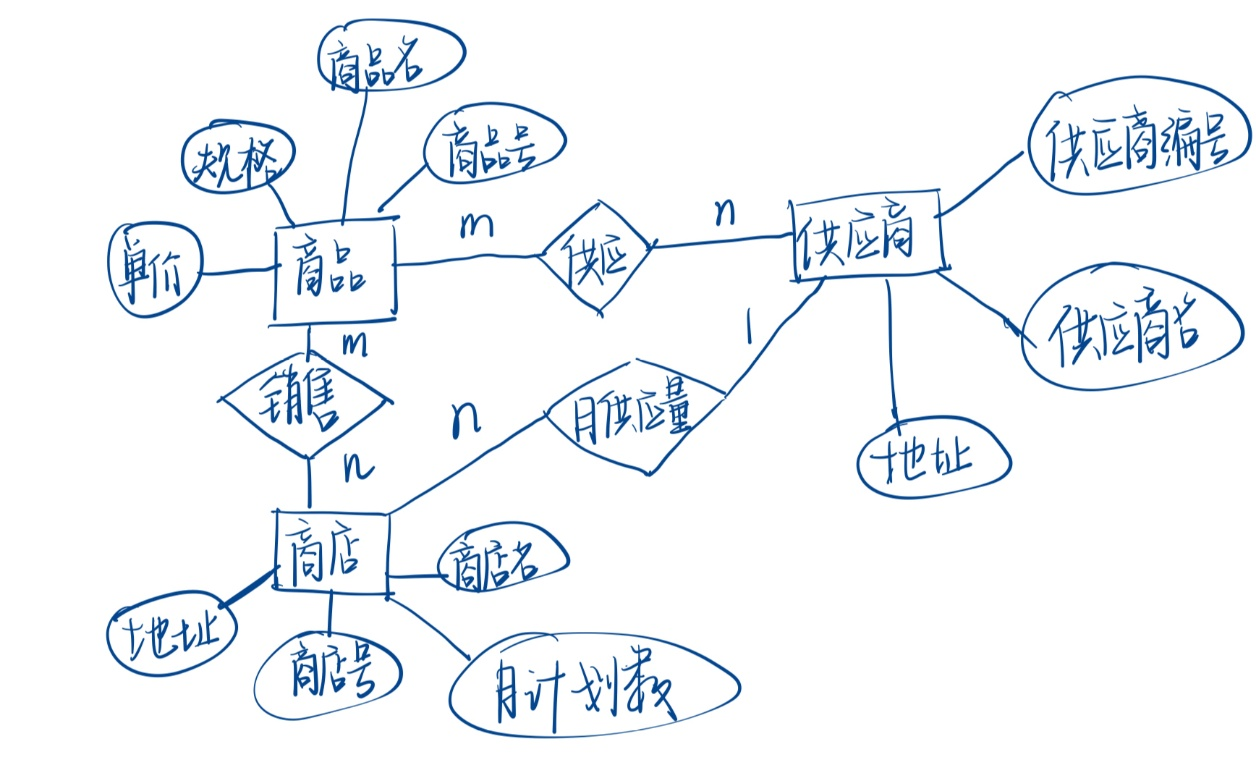 商品名
商品号
规格
单价
商品
m
供应
n
供应商
供应商编号
供应商名
地址
m
销售
n
n
月供应量
1
商店
商店名
地址
商店号
月计划数